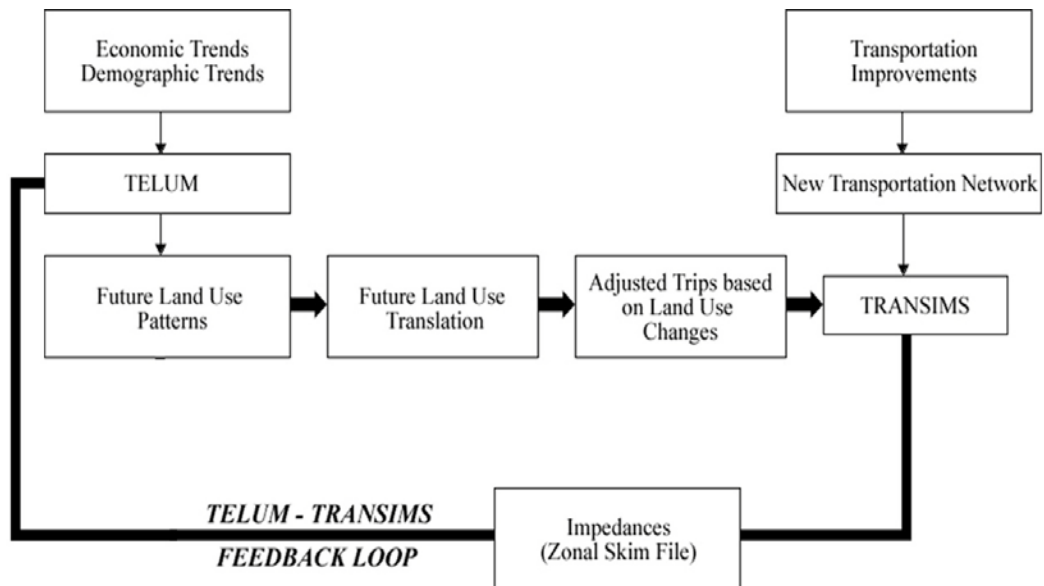 Economic Trends
Demographic Trends
Transportation
Improvements
TELUM
New Transportation Network
Future Land Use
Patterns
Future Land Use
Translation
Adjusted Trips based
on Land Use
Changes
TRANSIMS
TELUM - TRANSIMS
FEEDBACK LOOP
Impedances
(Zonal Skim File)